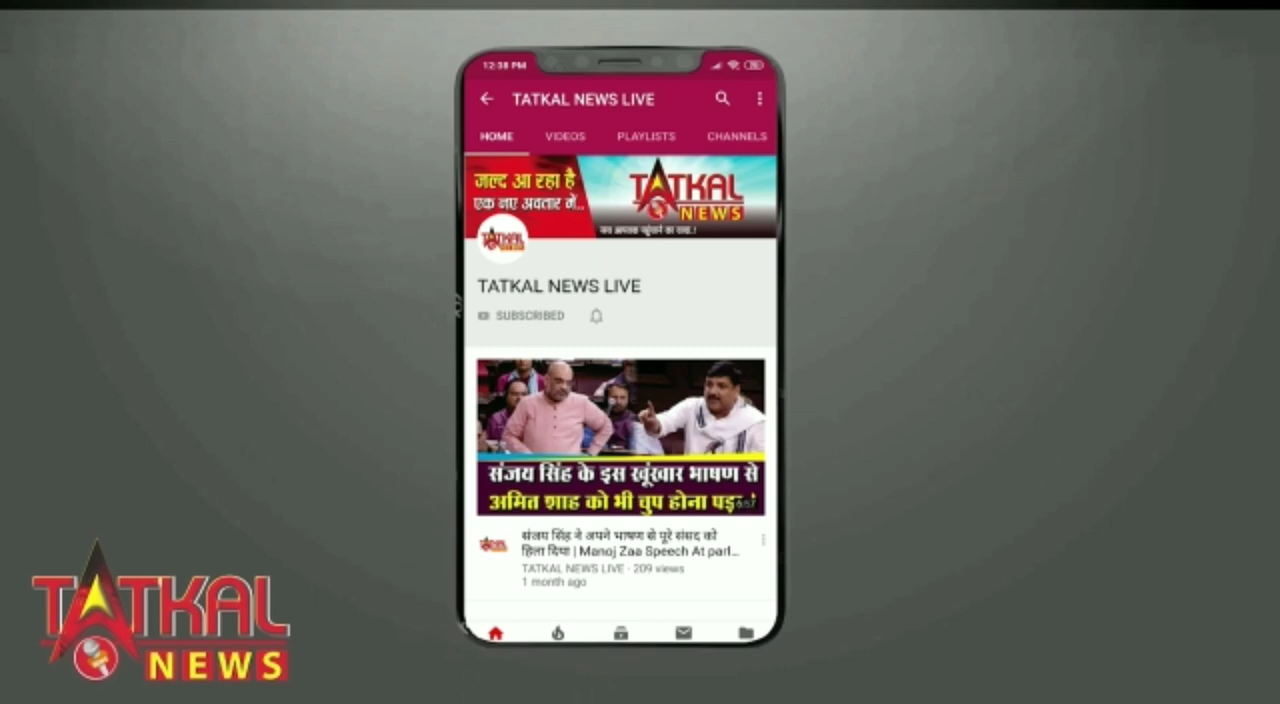 12:38 PM
TATKAL NEWS LIVE
HOME VIDEOS PLAYLISTS CHANNELS
जल्द आ रहा है
एक नए अवतार में...
TATKAL
NEWS
TATKAL NEWS LIVE
SUBSCRIBED
संजय सिंह के इस खूंखार भाषण से
अमित शाह को भी चुप होना पड़ा
6:57
संजय सिंह ने अपने भाषण से पूरे संसद को
हिला दिया | Manoj Zaa Speech At parl...
TATKAL NEWS LIVE · 209 views
1 month ago
TATKAL
NEWS